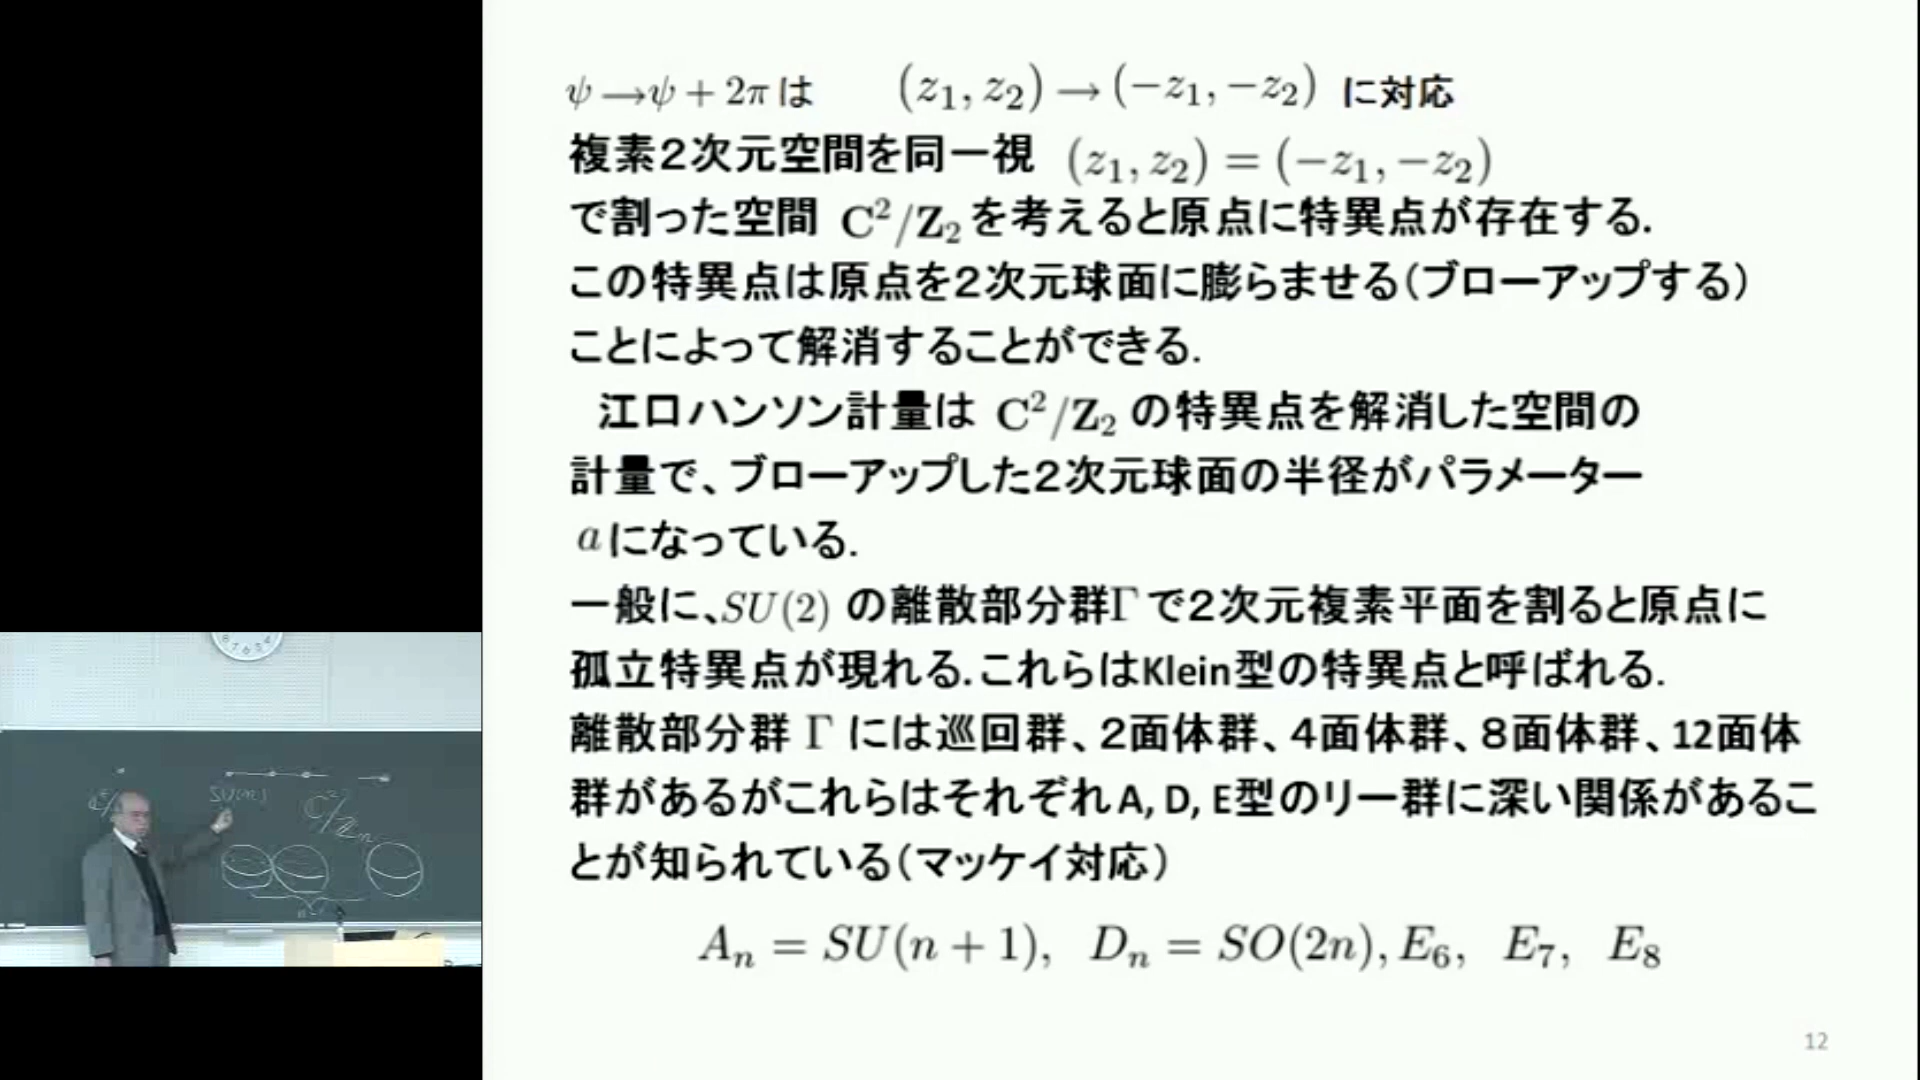 ψ→ψ + 2π は (z₁, z₂) → (−z₁, −z₂) に対応
複素2次元空間を同一視 (z₁, z₂) = (−z₁, −z₂)
で割った空間 C²/Z₂ を考えると原点に特異点が存在する.
この特異点は原点を2次元球面に膨らませる(ブローアップする)
ことによって解消することができる.
江口ハンソン計量は C²/Z₂ の特異点を解消した空間の
計量で、ブローアップした2次元球面の半径がパラメーター
a になっている.
一般に、SU(2) の離散部分群Γで2次元複素平面を割ると原点に
孤立特異点が現れる.これらはKlein型の特異点と呼ばれる.
離散部分群 Γ には巡回群、2面体群、4面体群、8面体群、12面体
群があるがこれらはそれぞれA, D, E型のリー群に深い関係があるこ
とが知られている(マッケイ対応)
Aₙ = SU(n + 1), Dₙ = SO(2n), E₆, E₇, E₈
12
8 7 6 5 4
C²/Zₙ